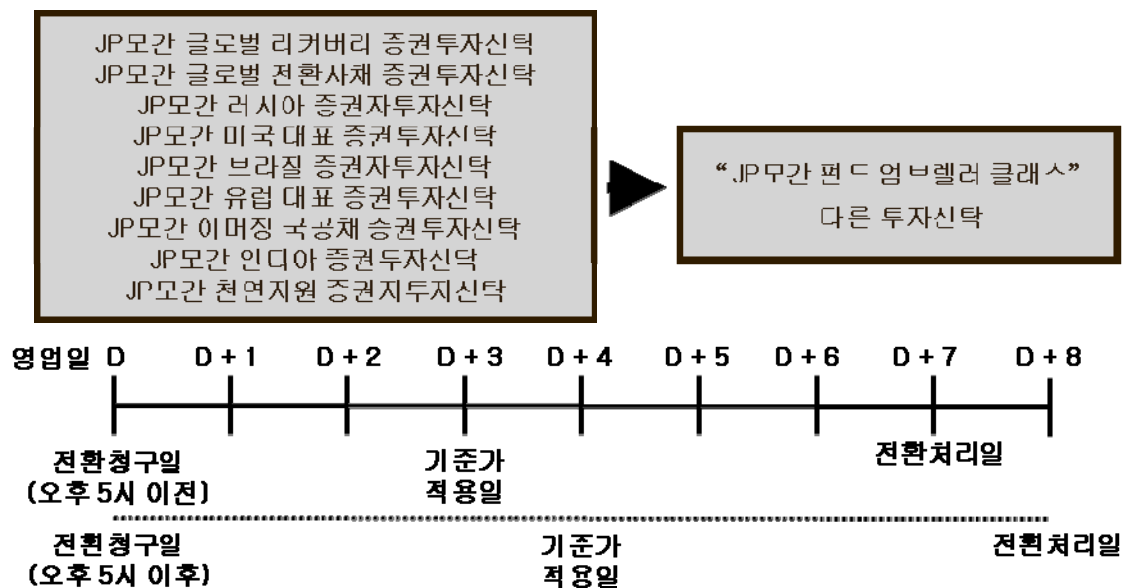 JP모간 글로벌 리커버리 증권투자신탁
JP모간 글로벌 전환사채 증권투자신탁
JP모간 러시아 증권자투자신탁
JP모간 미국 대표 증권투자신탁
JP모간 브라질 증권자투자신탁
JP모간 유럽 대표 증권투자신탁
JP모간 이머징 국공채 증권투자신탁
JP모간 인디아 증권투자신탁
JP모간 천연자원 증권자투자신탁
“JP모간 펀드 엄브렐러 클래스”
다른 투자신탁
영업일 D D + 1 D + 2 D + 3 D + 4 D + 5 D + 6 D + 7 D + 8
전환청구일
(오후 5시 이전)
기준가
적용일
전환처리일
전환청구일
(오후 5시 이후)
기준가
적용일
전환처리일